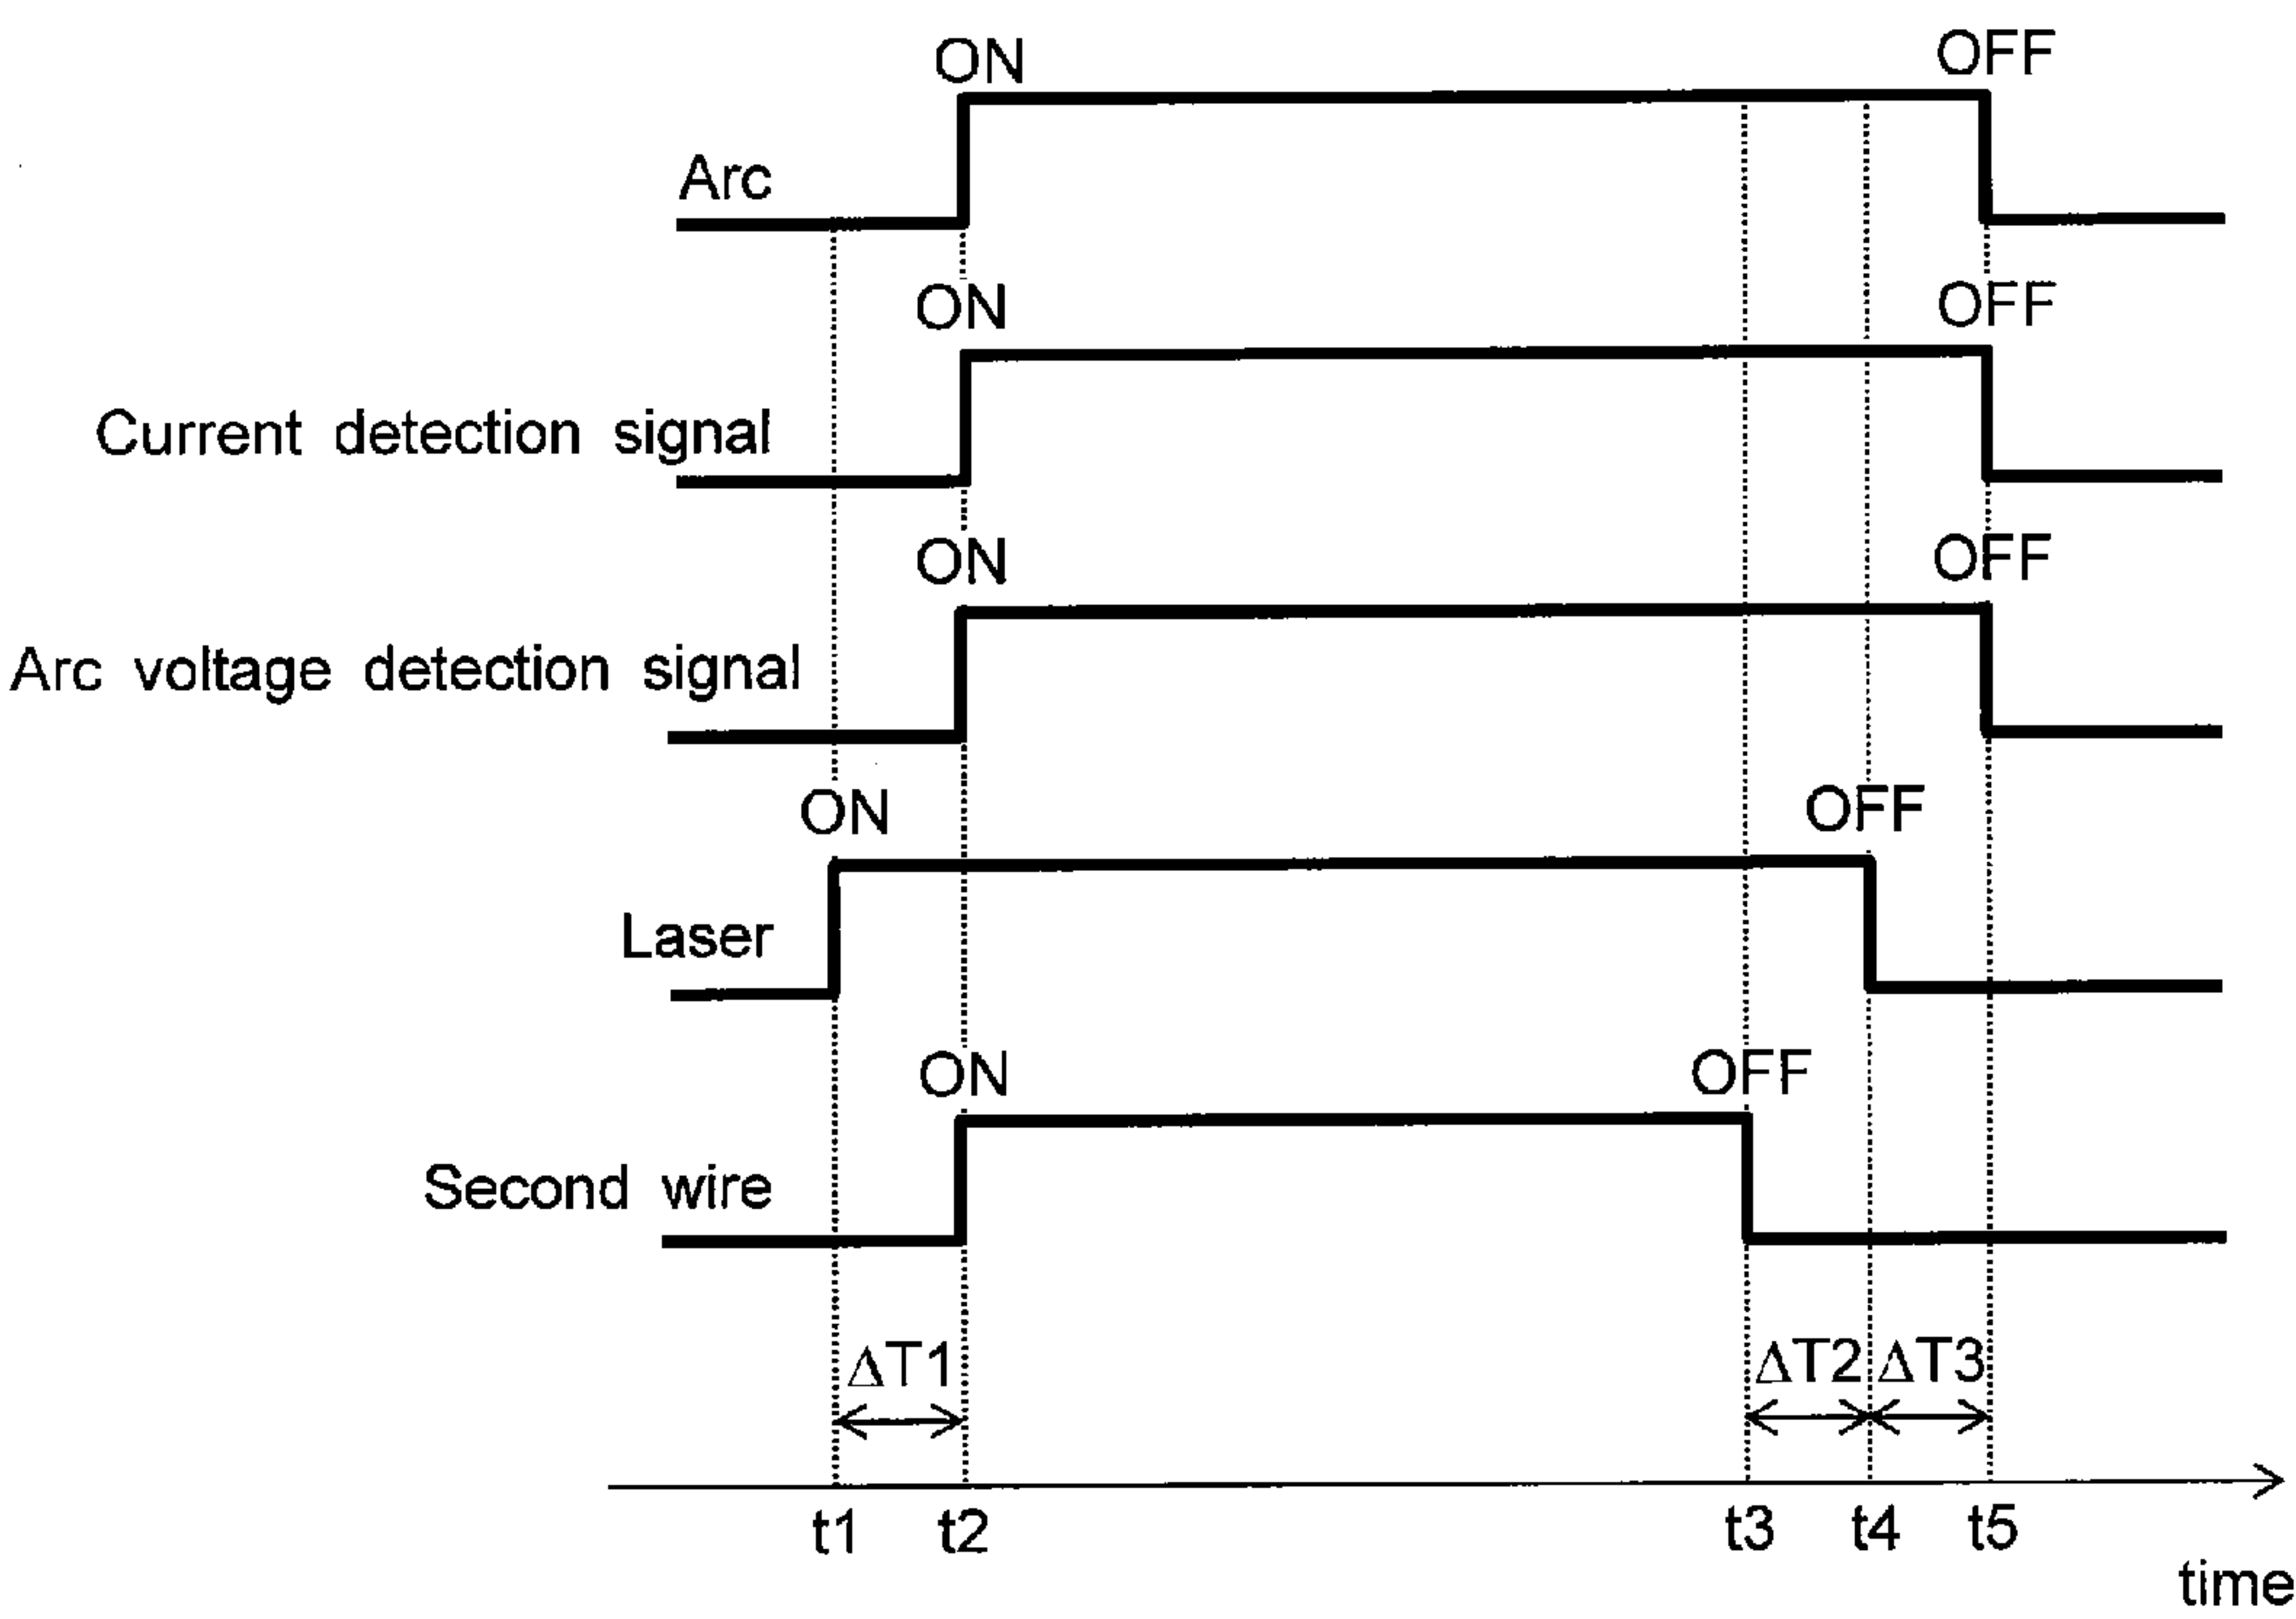 ON OFF
Arc
ON OFF
Current detection signal
ON OFF
Arc voltage detection signal
ON OFF
Laser
ON OFF
Second wire
ΔT1 ΔT2 ΔT3
t1 t2 t3 t4 t5
time